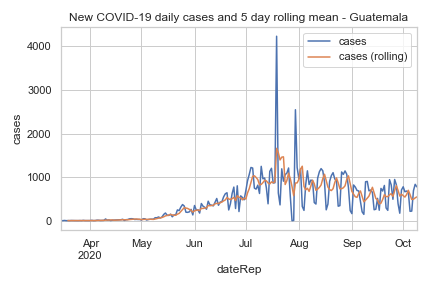 New COVID-19 daily cases and 5 day rolling mean - Guatemala
cases
cases (rolling)
4000
3000
2000
1000
0
cases
Apr
2020
May
Jun
Jul
Aug
Sep
Oct
dateRep